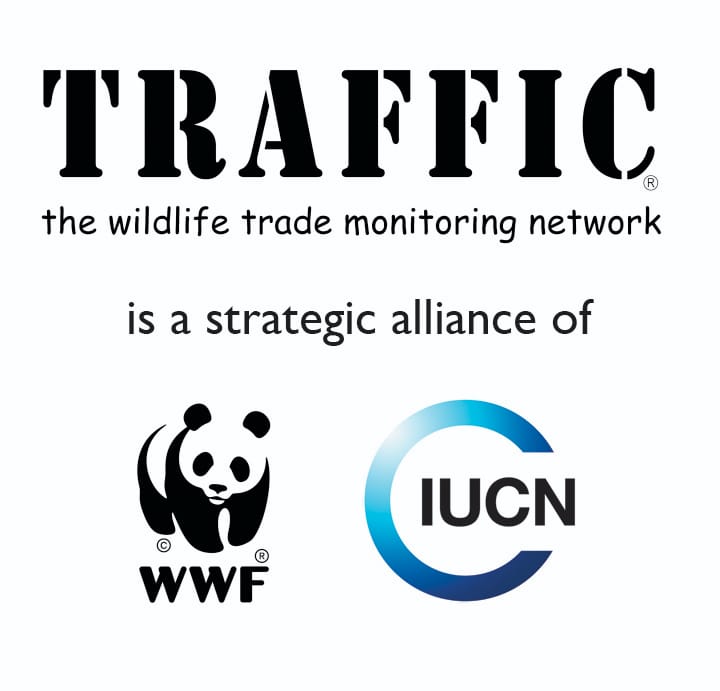 TRAFFIC®
the wildlife trade monitoring network
is a strategic alliance of
© ®
WWF
IUCN